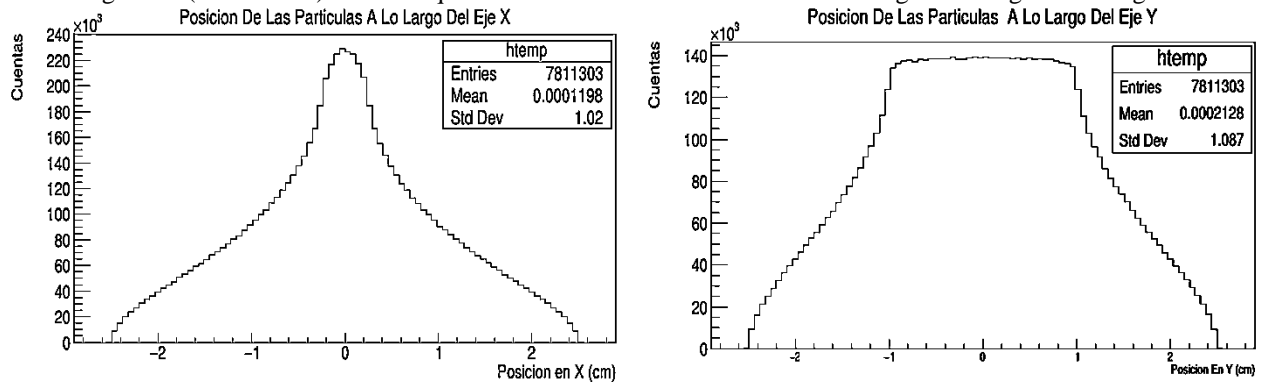 Posicion De Las Particulas A Lo Largo Del Eje X
×10³
Cuentas
240
220
200
180
160
140
120
100
80
60
40
20
0
−2
−1
0
1
2
Posicion en X (cm)
htemp
Entries 7811303
Mean 0.0001198
Std Dev 1.02
Posicion De Las Particulas A Lo Largo Del Eje Y
×10³
Cuentas
140
120
100
80
60
40
20
0
−2
−1
0
1
2
Posicion En Y (cm)
htemp
Entries 7811303
Mean 0.0002128
Std Dev 1.087